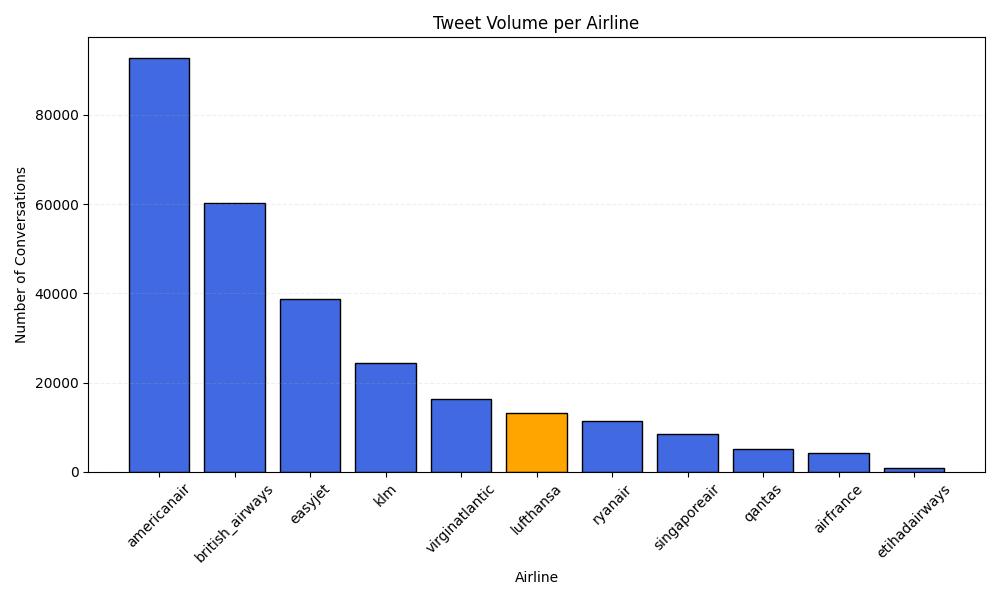 Tweet Volume per Airline
Number of Conversations
80000
60000
40000
20000
0
americanair
british_airways
easyjet
klm
virginatlantic
lufthansa
ryanair
singaporeair
qantas
airfrance
etihadairways
Airline